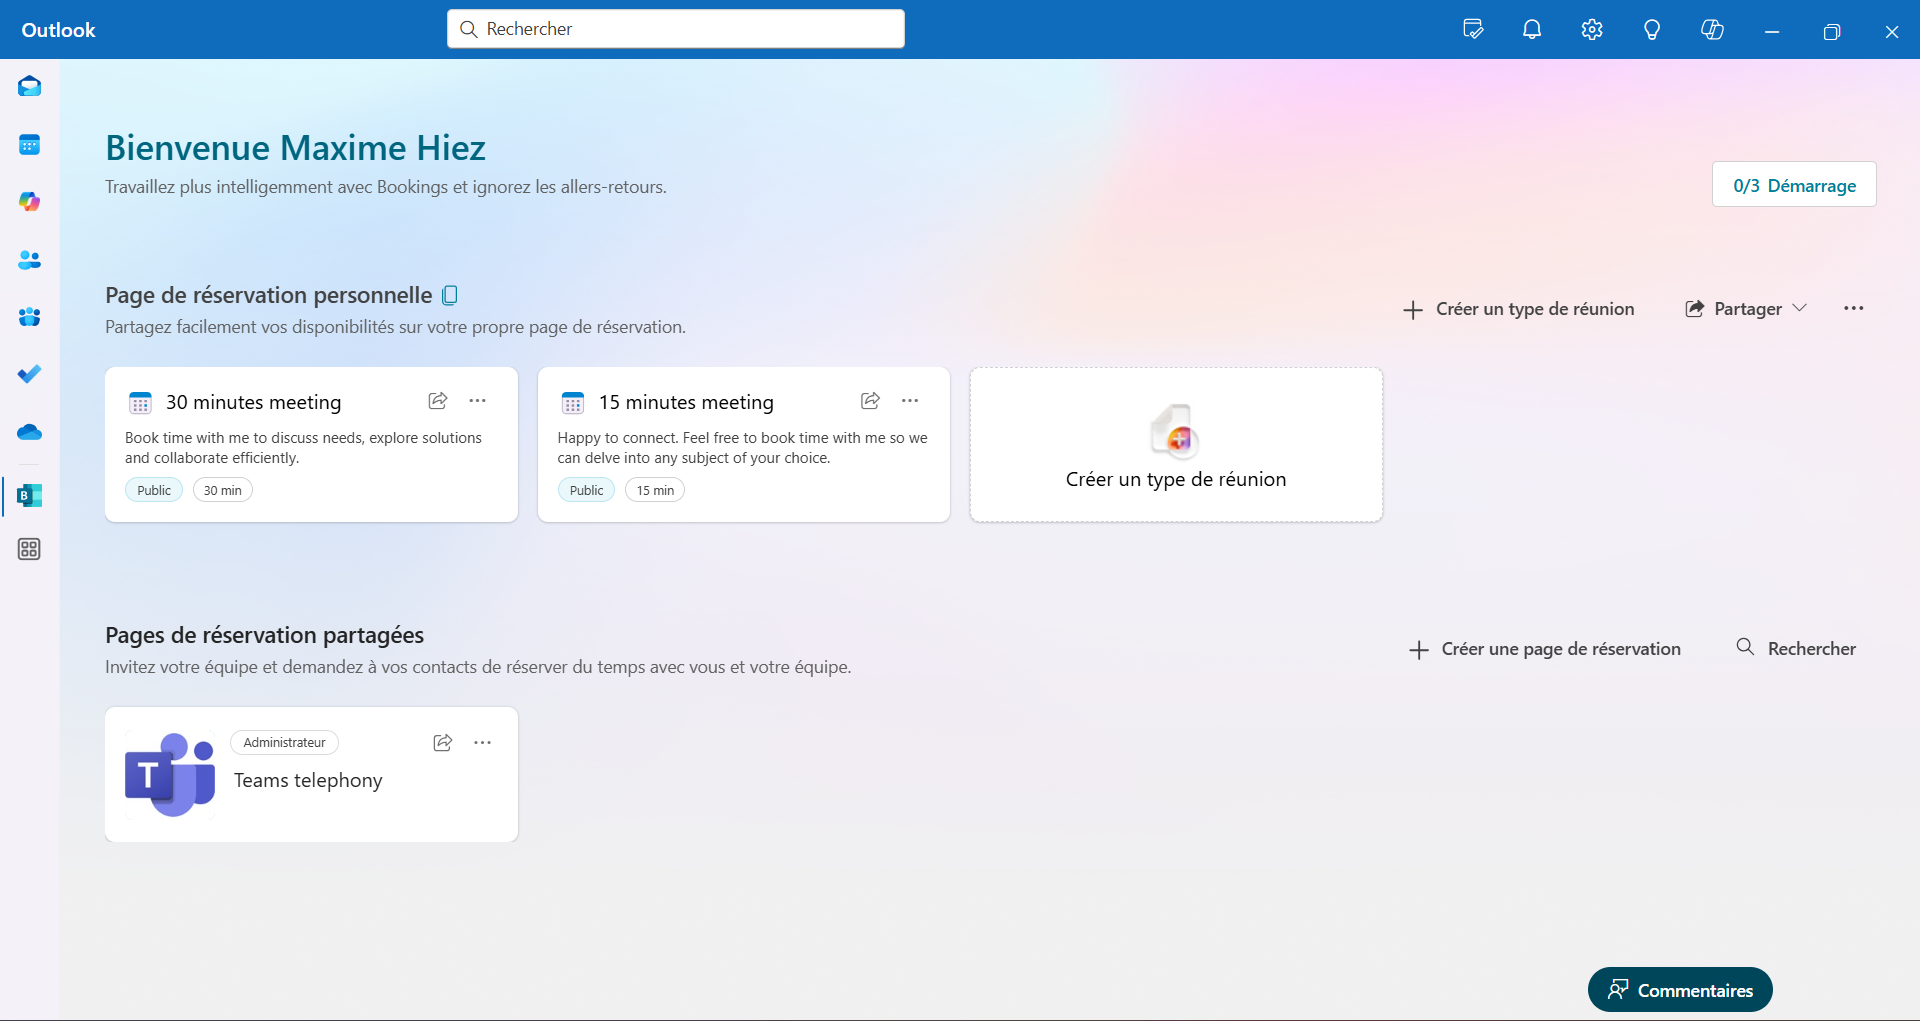 Outlook
Rechercher
Bienvenue Maxime Hiez
Travaillez plus intelligemment avec Bookings et ignorez les allers-retours.
0/3 Démarrage
Page de réservation personnelle
Partagez facilement vos disponibilités sur votre propre page de réservation.
Créer un type de réunion
Partager
30 minutes meeting
Book time with me to discuss needs, explore solutions
and collaborate efficiently.
Public
30 min
15 minutes meeting
Happy to connect. Feel free to book time with me so we
can delve into any subject of your choice.
Public
15 min
Créer un type de réunion
Pages de réservation partagées
Invitez votre équipe et demandez à vos contacts de réserver du temps avec vous et votre équipe.
Créer une page de réservation
Rechercher
T
Administrateur
Teams telephony
B
Commentaires